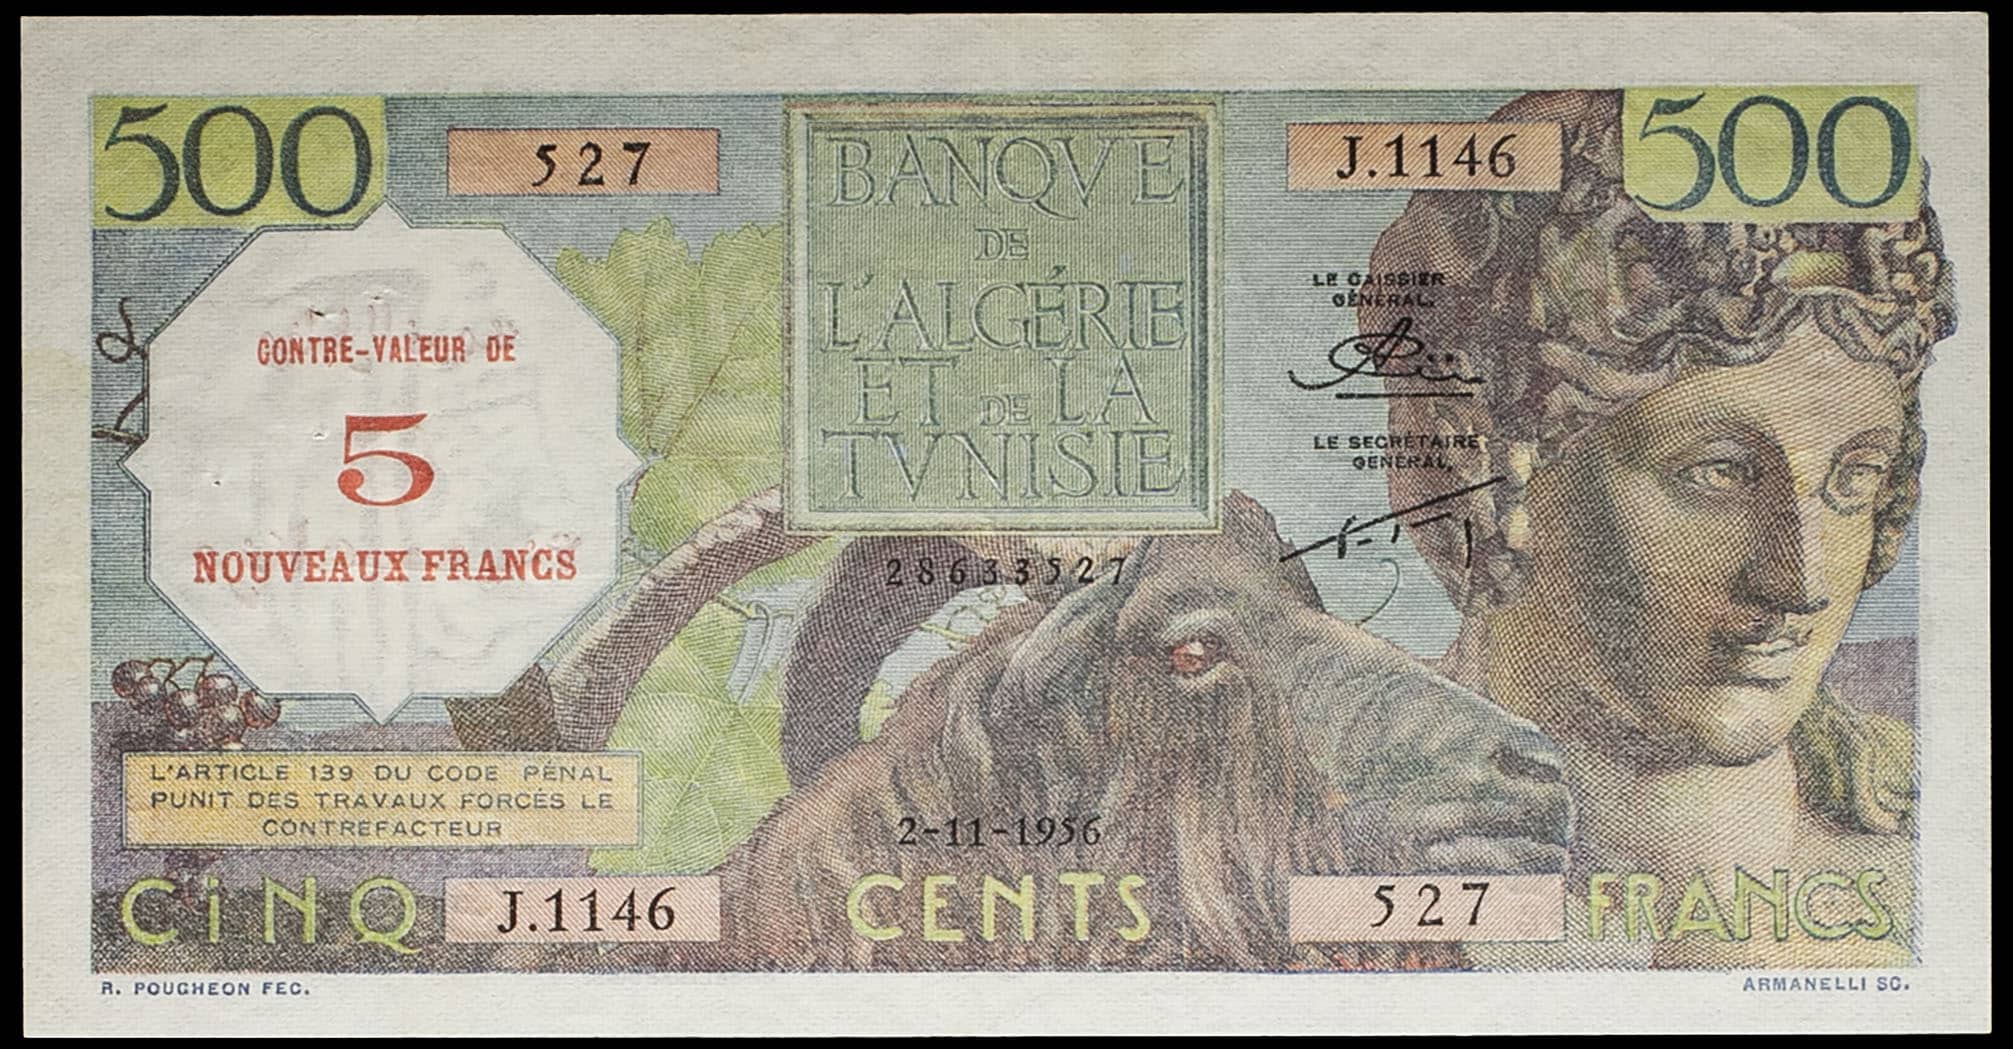 500
527
BANQVE
DE
L'ALGÉRIE
ET DE LA
TVNISIE
J.1146
500
CONTRE-VALEUR DE
5
NOUVEAUX FRANCS
LE CAISSIER
GÉNÉRAL,
LE SECRÉTAIRE
GÉNÉRAL,
28633527
L'ARTICLE 139 DU CODE PÉNAL
PUNIT DES TRAVAUX FORCÉS LE
CONTREFACTEUR
2-11-1956
CiNQ
J.1146
CENTS
527
FRANCS
R. POUGHEON FEC.
ARMANELLI SC.